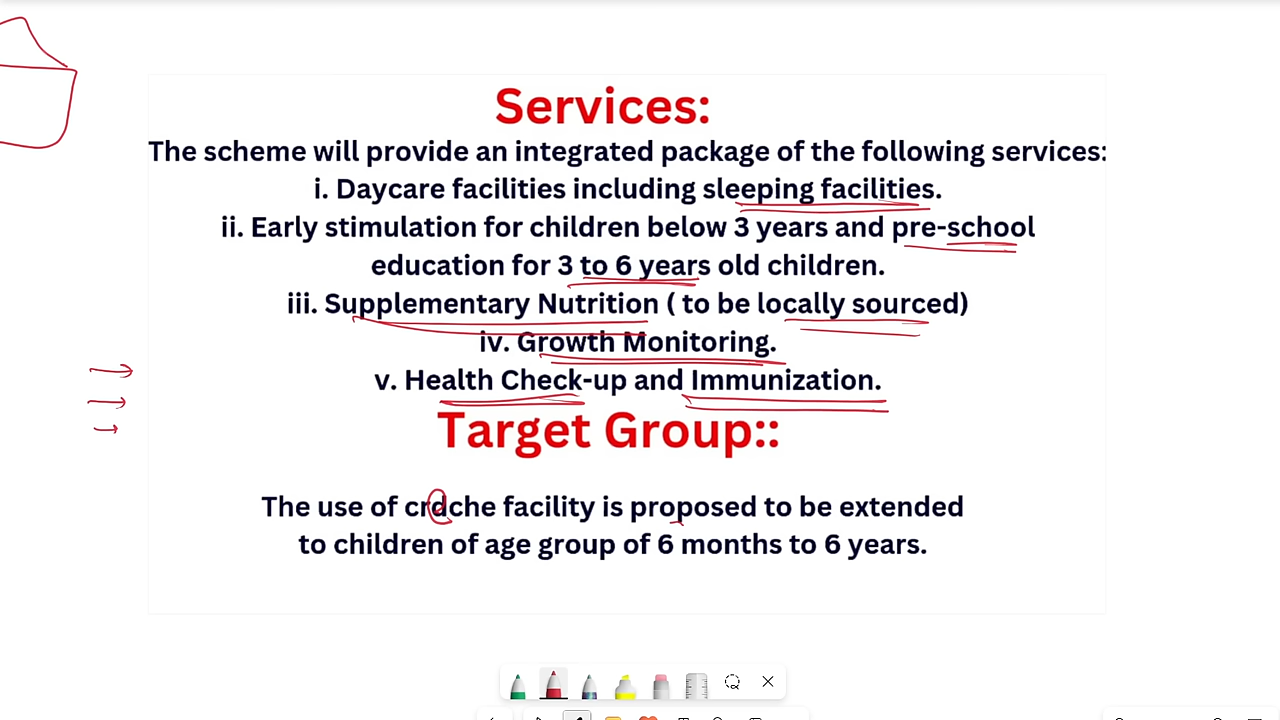 Services:
The scheme will provide an integrated package of the following services:
i. Daycare facilities including sleeping facilities.
ii. Early stimulation for children below 3 years and pre-school
education for 3 to 6 years old children.
iii. Supplementary Nutrition ( to be locally sourced)
iv. Growth Monitoring.
v. Health Check-up and Immunization.
Target Group::
The use of crdche facility is proposed to be extended
to children of age group of 6 months to 6 years.